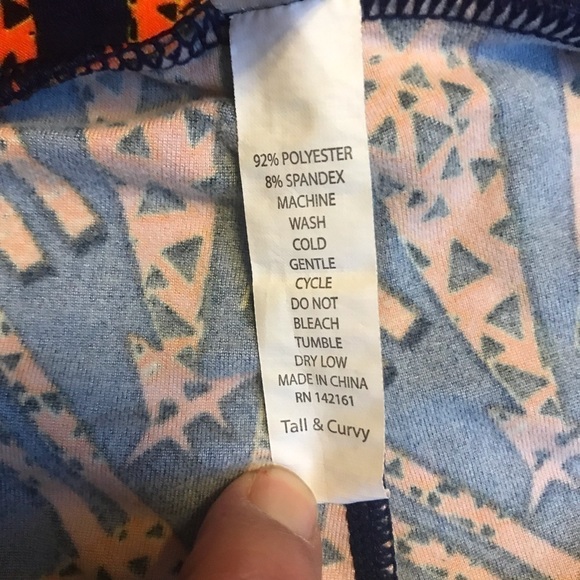 92% POLYESTER
8% SPANDEX
MACHINE
WASH
COLD
GENTLE
CYCLE
DO NOT
BLEACH
TUMBLE
DRY LOW
MADE IN CHINA
RN 142161
Tall & Curvy